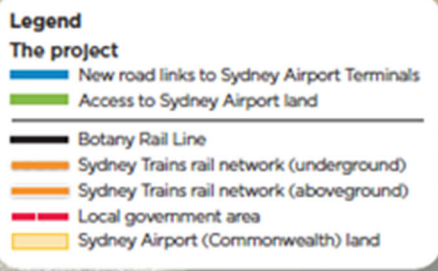 Legend
The project
New road links to Sydney Airport Terminals
Access to Sydney Airport land
Botany Rail Line
Sydney Trains rail network (underground)
Sydney Trains rail network (aboveground)
Local government area
Sydney Airport (Commonwealth) land